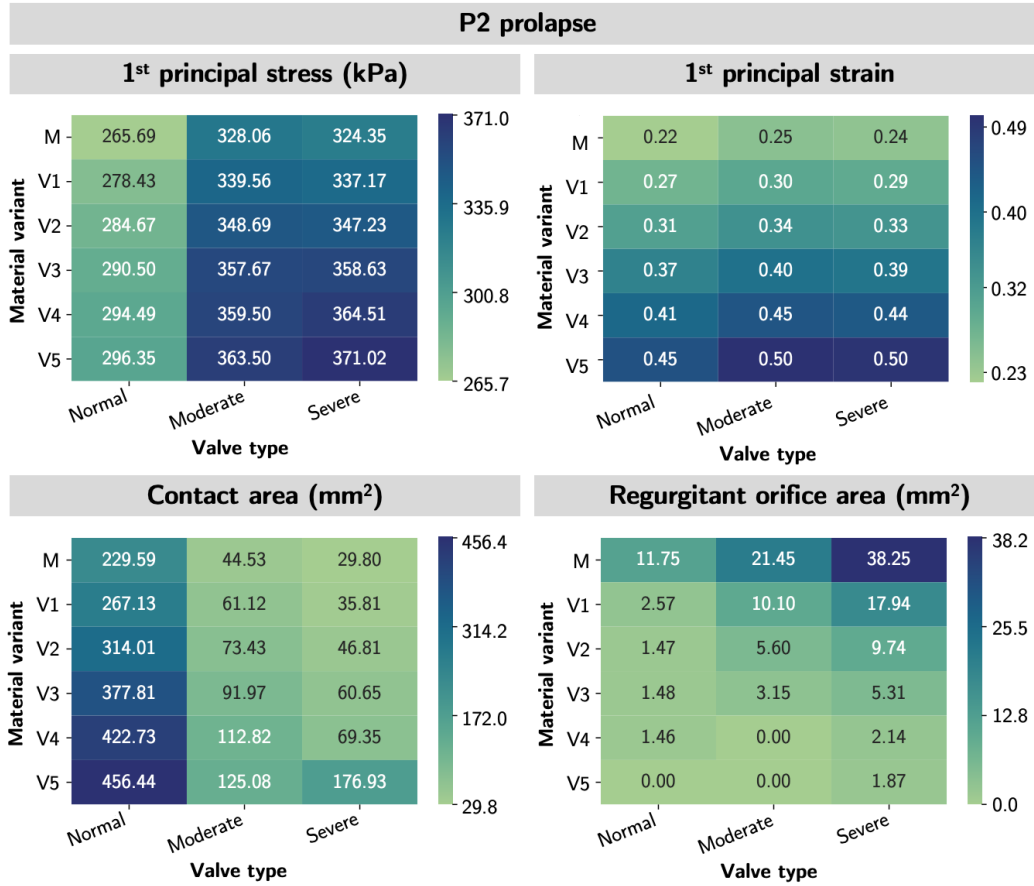 P2 prolapse
1st principal stress (kPa)
1st principal strain
Material variant
M 265.69 328.06 324.35
V1 278.43 339.56 337.17
V2 284.67 348.69 347.23
V3 290.50 357.67 358.63
V4 294.49 359.50 364.51
V5 296.35 363.50 371.02
Normal Moderate Severe
Valve type
371.0
335.9
300.8
265.7
Material variant
M 0.22 0.25 0.24
V1 0.27 0.30 0.29
V2 0.31 0.34 0.33
V3 0.37 0.40 0.39
V4 0.41 0.45 0.44
V5 0.45 0.50 0.50
Normal Moderate Severe
Valve type
0.49
0.40
0.32
0.23
Contact area (mm²)
Regurgitant orifice area (mm²)
Material variant
M 229.59 44.53 29.80
V1 267.13 61.12 35.81
V2 314.01 73.43 46.81
V3 377.81 91.97 60.65
V4 422.73 112.82 69.35
V5 456.44 125.08 176.93
Normal Moderate Severe
Valve type
456.4
314.2
172.0
29.8
Material variant
M 11.75 21.45 38.25
V1 2.57 10.10 17.94
V2 1.47 5.60 9.74
V3 1.48 3.15 5.31
V4 1.46 0.00 2.14
V5 0.00 0.00 1.87
Normal Moderate Severe
Valve type
38.2
25.5
12.8
0.0